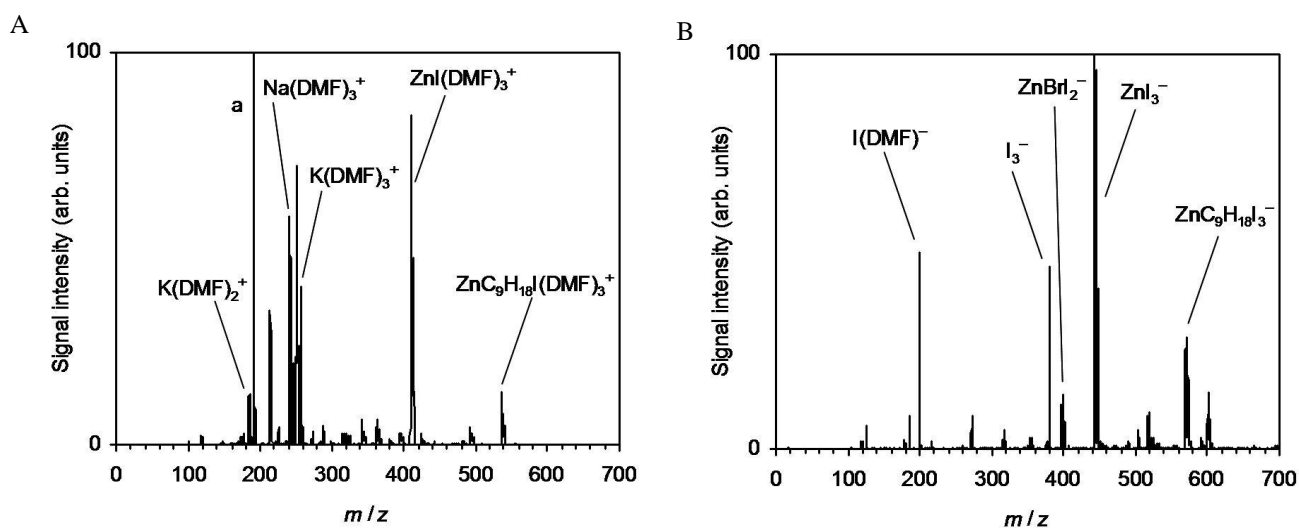 A
100
a
Na(DMF)₃⁺
ZnI(DMF)₃⁺
K(DMF)₃⁺
K(DMF)₂⁺
ZnC₉H₁₈I(DMF)₃⁺
Signal intensity (arb. units)
0
0 100 200 300 400 500 600 700
m / z
B
100
ZnBrI₂⁻
ZnI₃⁻
I(DMF)⁻
I₃⁻
ZnC₉H₁₈I₃⁻
Signal intensity (arb. units)
0
0 100 200 300 400 500 600 700
m / z